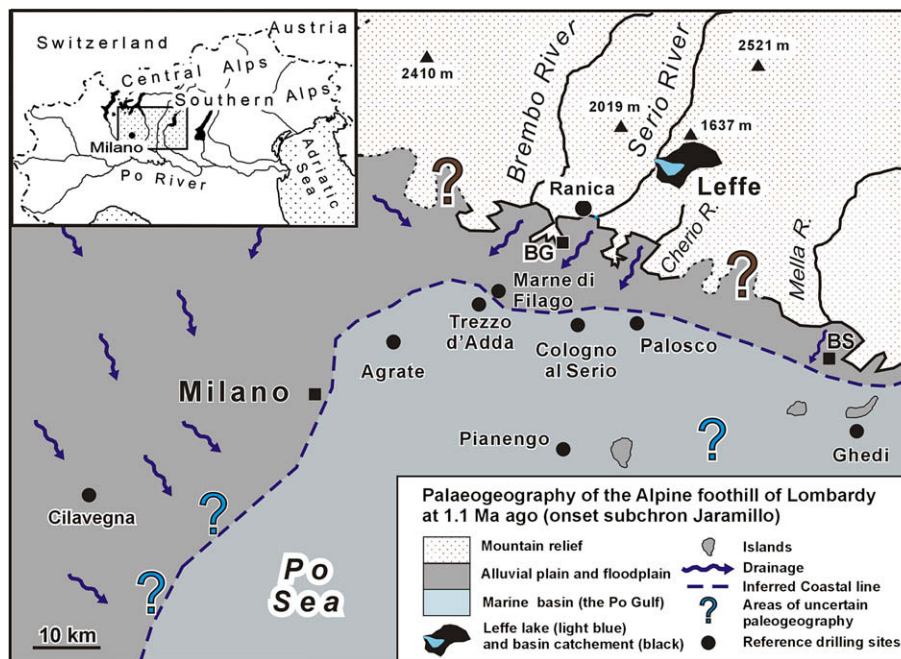 Switzerland
Austria
Central Alps
Southern Alps
Milano
Po River
Adriatic Sea
2410 m
Brembo River
Serio River
2521 m
2019 m
1637 m
?
Ranica
Leffe
BG
Cherio R.
?
Mella R.
Marne di
Filago
Trezzo
d'Adda
Cologno
al Serio
Palosco
BS
Agrate
Milano
Pianengo
?
Ghedi
Cilavegna
?
?
Po
Sea
10 km
Palaeogeography of the Alpine foothill of Lombardy
at 1.1 Ma ago (onset subchron Jaramillo)
Mountain relief
Alluvial plain and floodplain
Marine basin (the Po Gulf)
Leffe lake (light blue)
and basin catchement (black)
Islands
Drainage
Inferred Coastal line
?
Areas of uncertain
paleogeography
Reference drilling sites